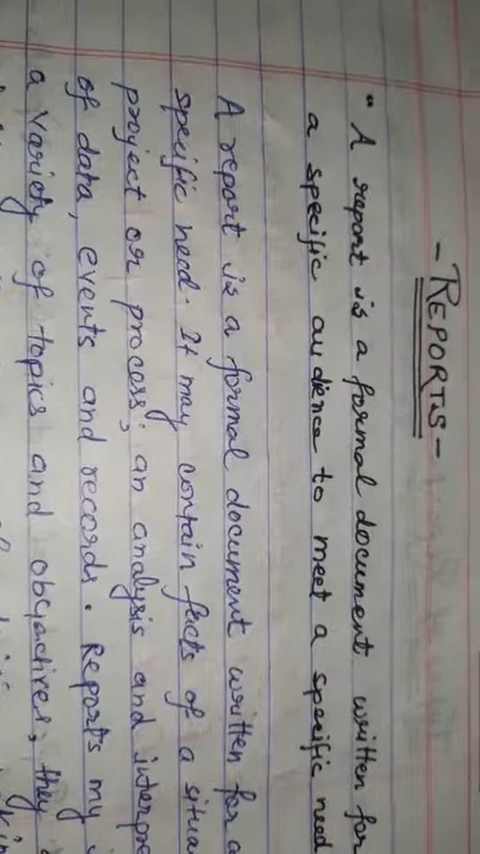 - REPORTS -
" A report is a formal document written for
a specific audience to meet a specific need
A report is a formal document written for a
specific need. It may contain facts of a
project or process; an analysis and
of data, events and records. Reports my
a variety of topics and objectives, they